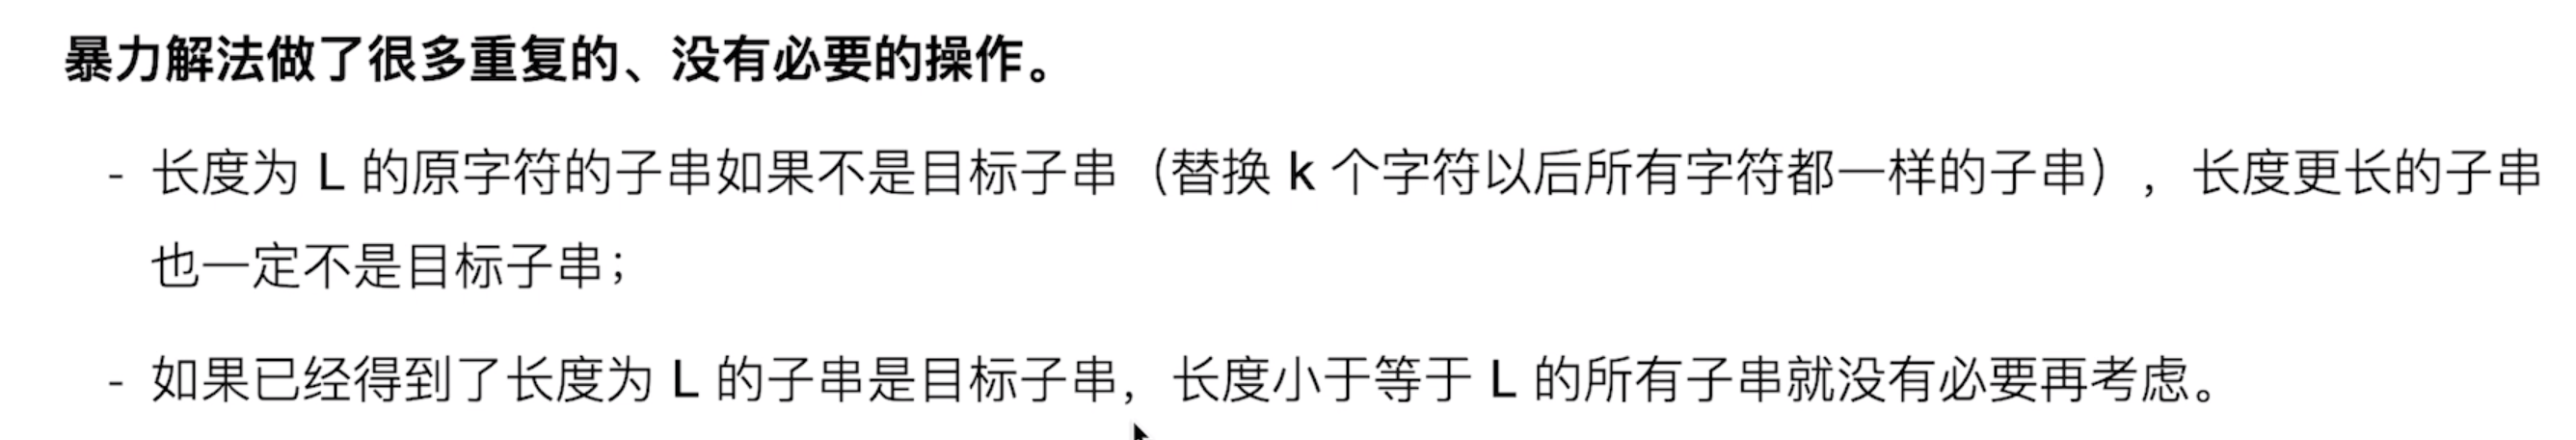 暴力解法做了很多重复的、没有必要的操作。
- 长度为 L 的原字符的子串如果不是目标子串（替换 k 个字符以后所有字符都一样的子串），长度更长的子串
也一定不是目标子串；
- 如果已经得到了长度为 L 的子串是目标子串，长度小于等于 L 的所有子串就没有必要再考虑。